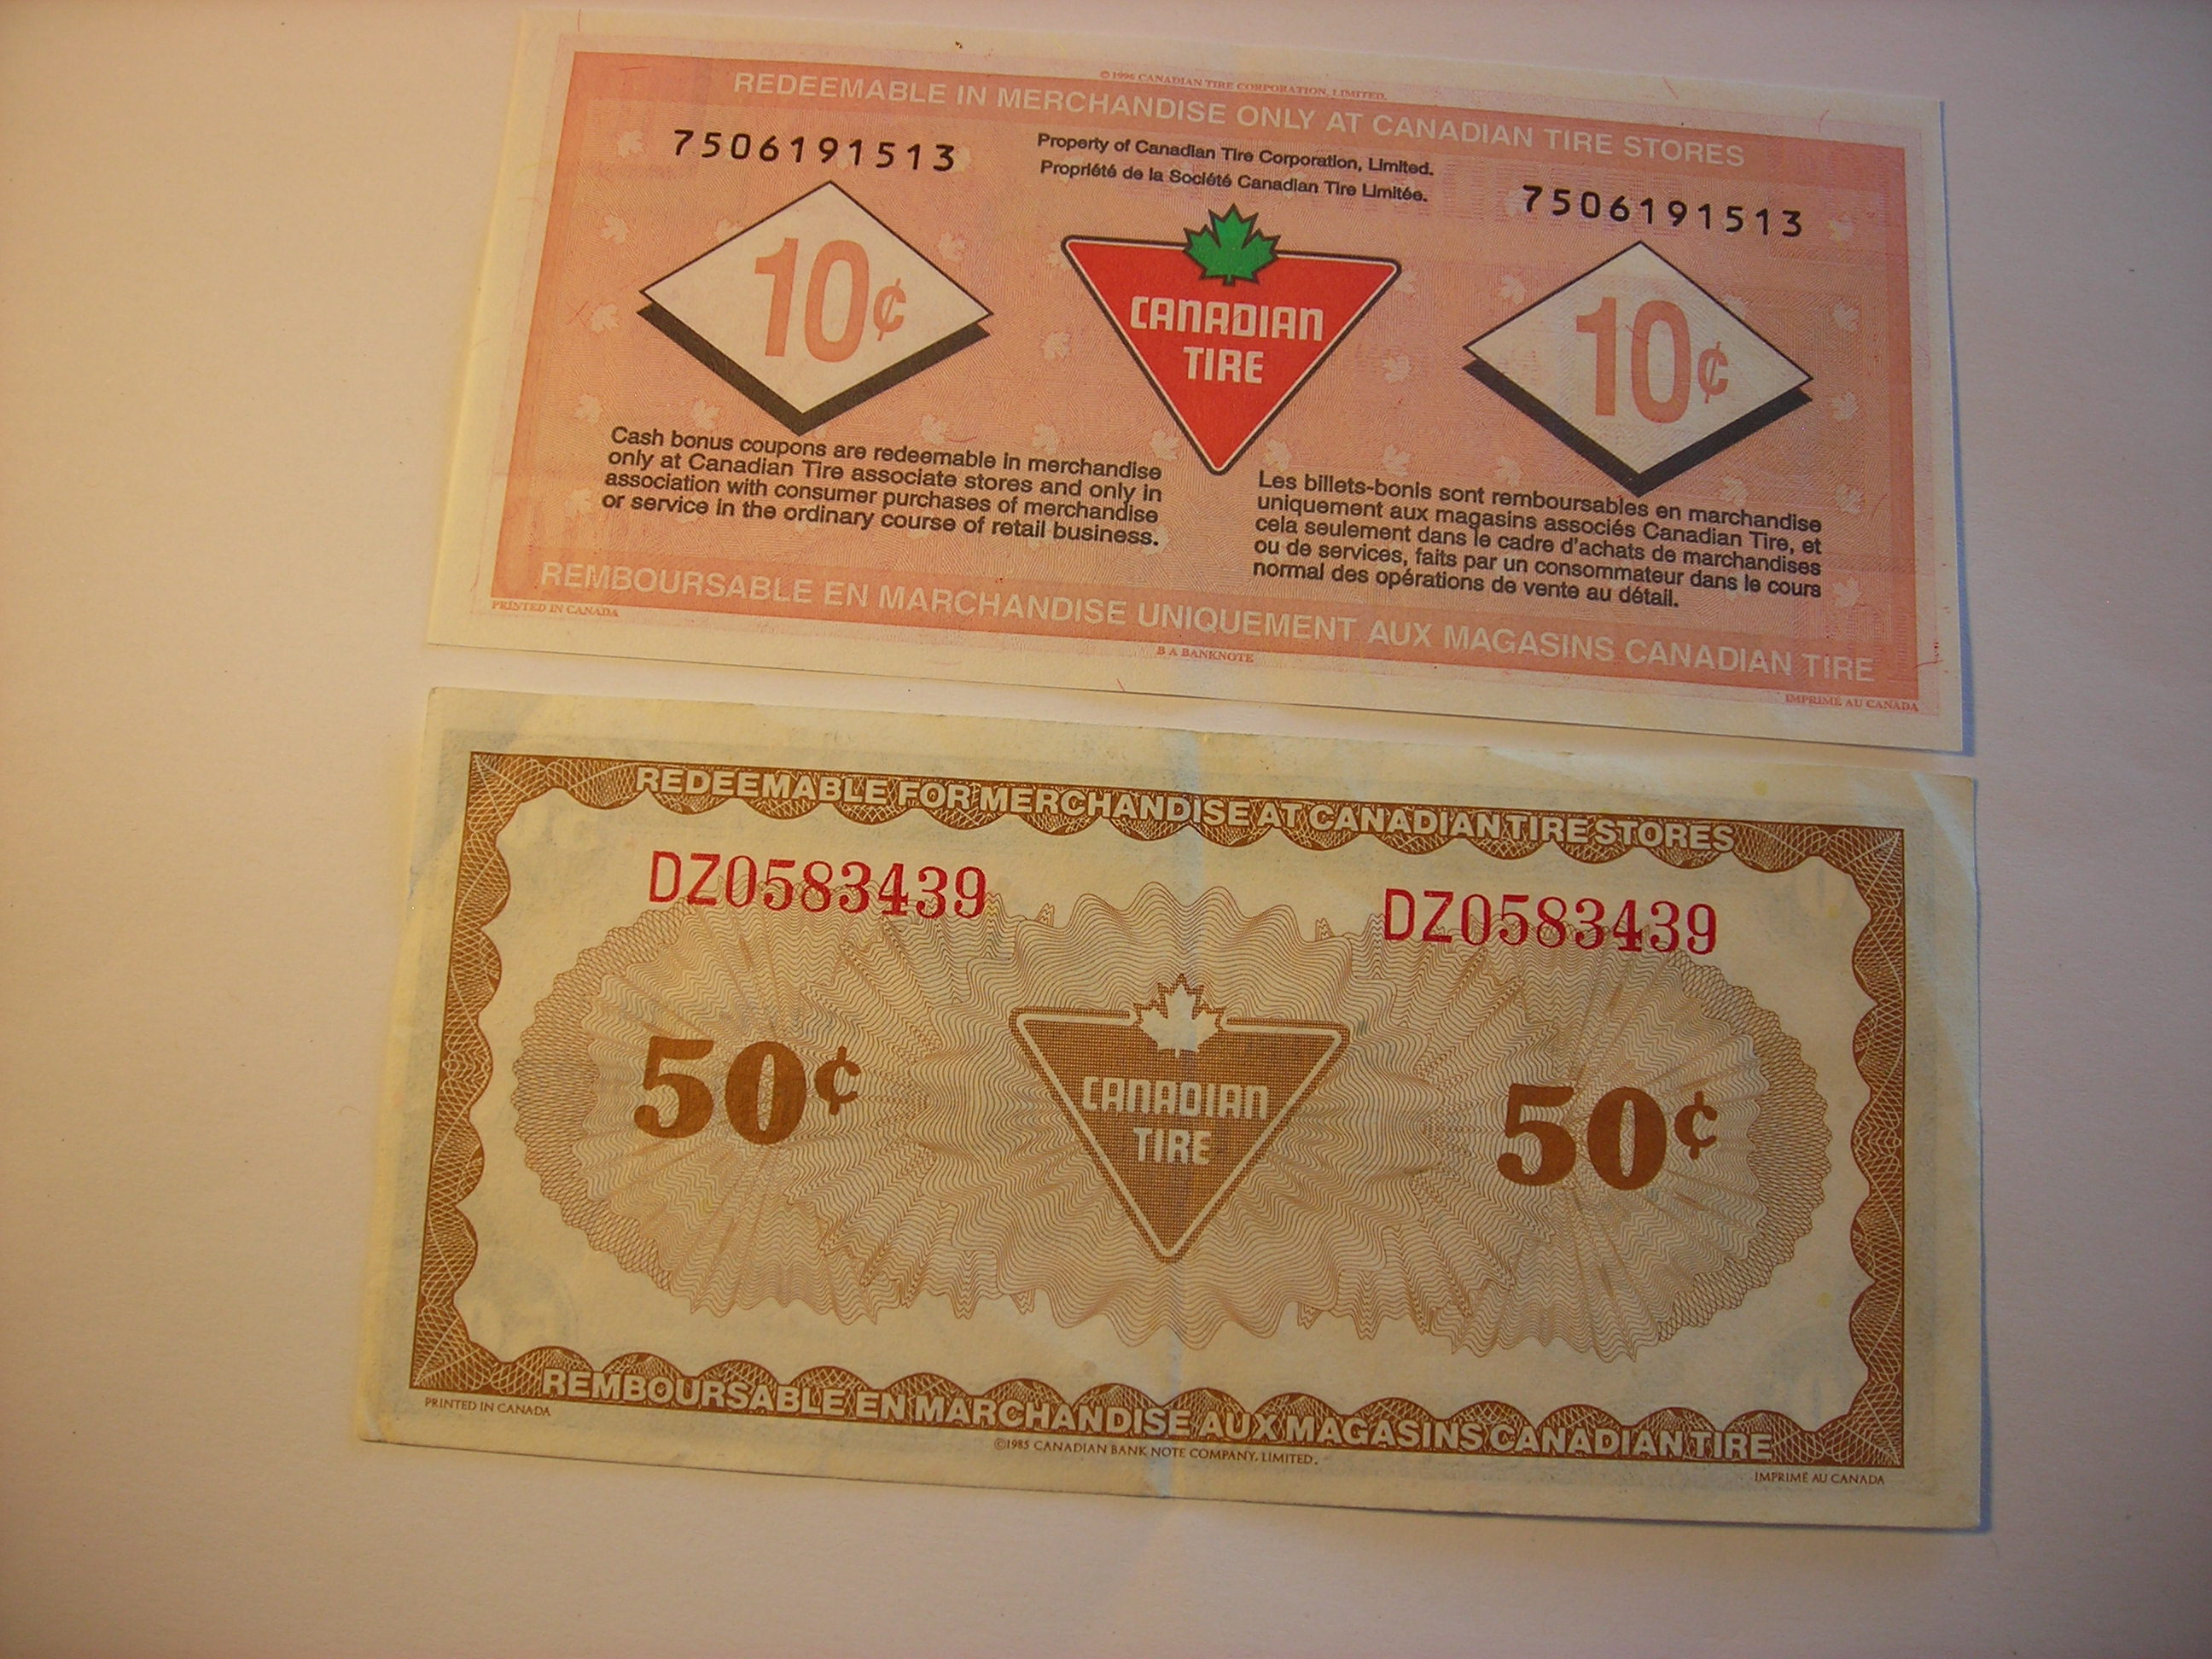 © 1996 CANADIAN TIRE CORPORATION, LIMITED.
REDEEMABLE IN MERCHANDISE ONLY AT CANADIAN TIRE STORES
7506191513
Property of Canadian Tire Corporation, Limited.
Propriété de la Société Canadian Tire Limitée.
7506191513
10¢
CANADIAN
TIRE
10¢
Cash bonus coupons are redeemable in merchandise
only at Canadian Tire associate stores and only in
association with consumer purchases of merchandise
or service in the ordinary course of retail business.
Les billets-bonis sont remboursables en marchandise
uniquement aux magasins associés Canadian Tire, et
cela seulement dans le cadre d'achats de marchandises
ou de services, faits par un consommateur dans le cours
normal des opérations de vente au détail.
REMBOURSABLE EN MARCHANDISE UNIQUEMENT AUX MAGASINS CANADIAN TIRE
PRINTED IN CANADA
B A BANKNOTE
IMPRIMÉ AU CANADA
REDEEMABLE FOR MERCHANDISE AT CANADIAN TIRE STORES
DZ0583439
DZ0583439
50¢
CANADIAN
TIRE
50¢
REMBOURSABLE EN MARCHANDISE AUX MAGASINS CANADIAN TIRE
PRINTED IN CANADA
©1985 CANADIAN BANK NOTE COMPANY, LIMITED.
IMPRIMÉ AU CANADA